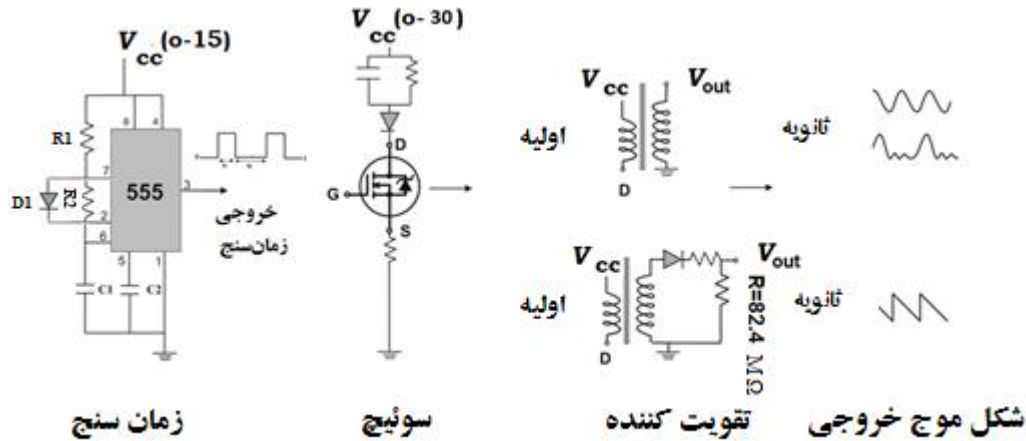 Vcc(o-15)
R1
8
4
7
555
D1
R2
2
6
3
5
1
C1
C2
خروجی
زمان‌سنج
زمان سنج
Vcc(o-30)
D
G
S
سوئیچ
Vcc
Vout
اولیه
D
Vcc
Vout
اولیه
D
R=82.4 MΩ
تقویت کننده
ثانویه
ثانویه
شکل موج خروجی